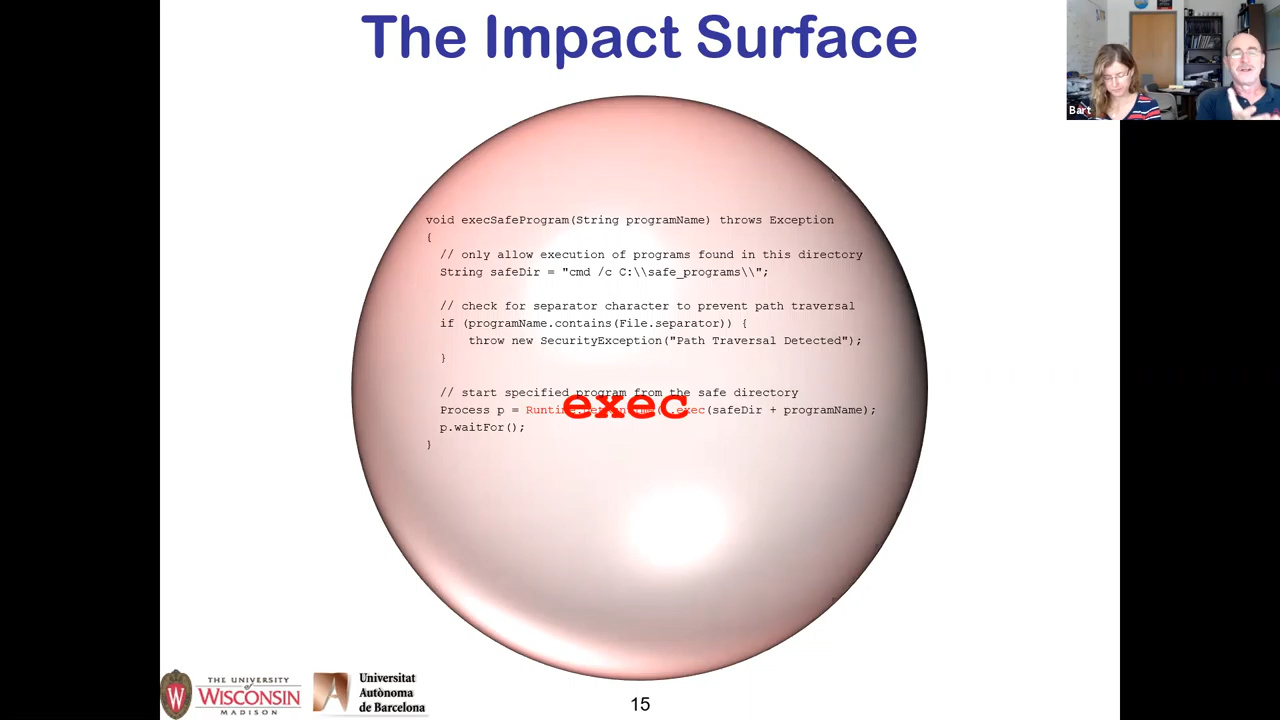 The Impact Surface
Bart
void execSafeProgram(String programName) throws Exception
{
// only allow execution of programs found in this directory
String safeDir = "cmd /c C:\\safe_programs\\";
// check for separator character to prevent path traversal
if (programName.contains(File.separator)) {
throw new SecurityException("Path Traversal Detected");
}
// start specified program from the safe directory
exec
Process p = .exec(safeDir + programName);
p.waitFor();
}
THE UNIVERSITY
of
WISCONSIN
MADISON
Universitat
Autònoma
de Barcelona
15